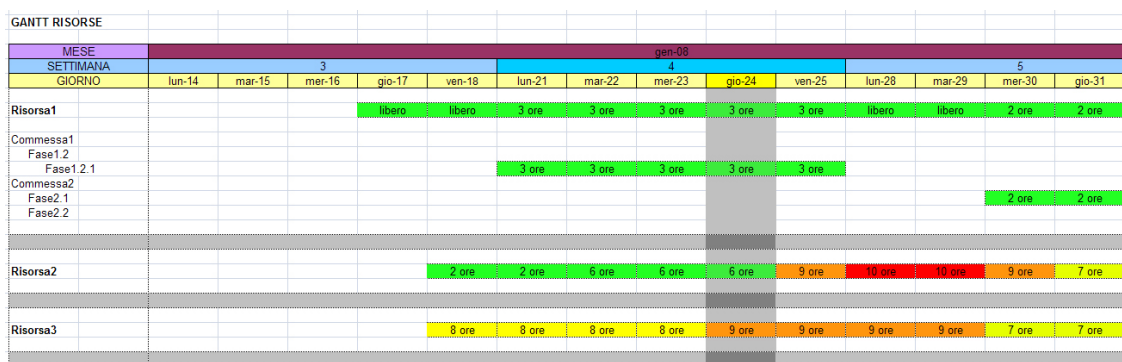 GANTT RISORSE
MESE gen-08
SETTIMANA 3 4 5
GIORNO lun-14 mar-15 mer-16 gio-17 ven-18 lun-21 mar-22 mer-23 gio-24 ven-25 lun-28 mar-29 mer-30 gio-31
Risorsa1 libero libero 3 ore 3 ore 3 ore 3 ore 3 ore libero libero 2 ore 2 ore
Commessa1
Fase1.2
Fase1.2.1 3 ore 3 ore 3 ore 3 ore 3 ore
Commessa2
Fase2.1 2 ore 2 ore
Fase2.2
Risorsa2 2 ore 2 ore 6 ore 6 ore 6 ore 9 ore 10 ore 10 ore 9 ore 7 ore
Risorsa3 8 ore 8 ore 8 ore 8 ore 9 ore 9 ore 9 ore 9 ore 7 ore 7 ore